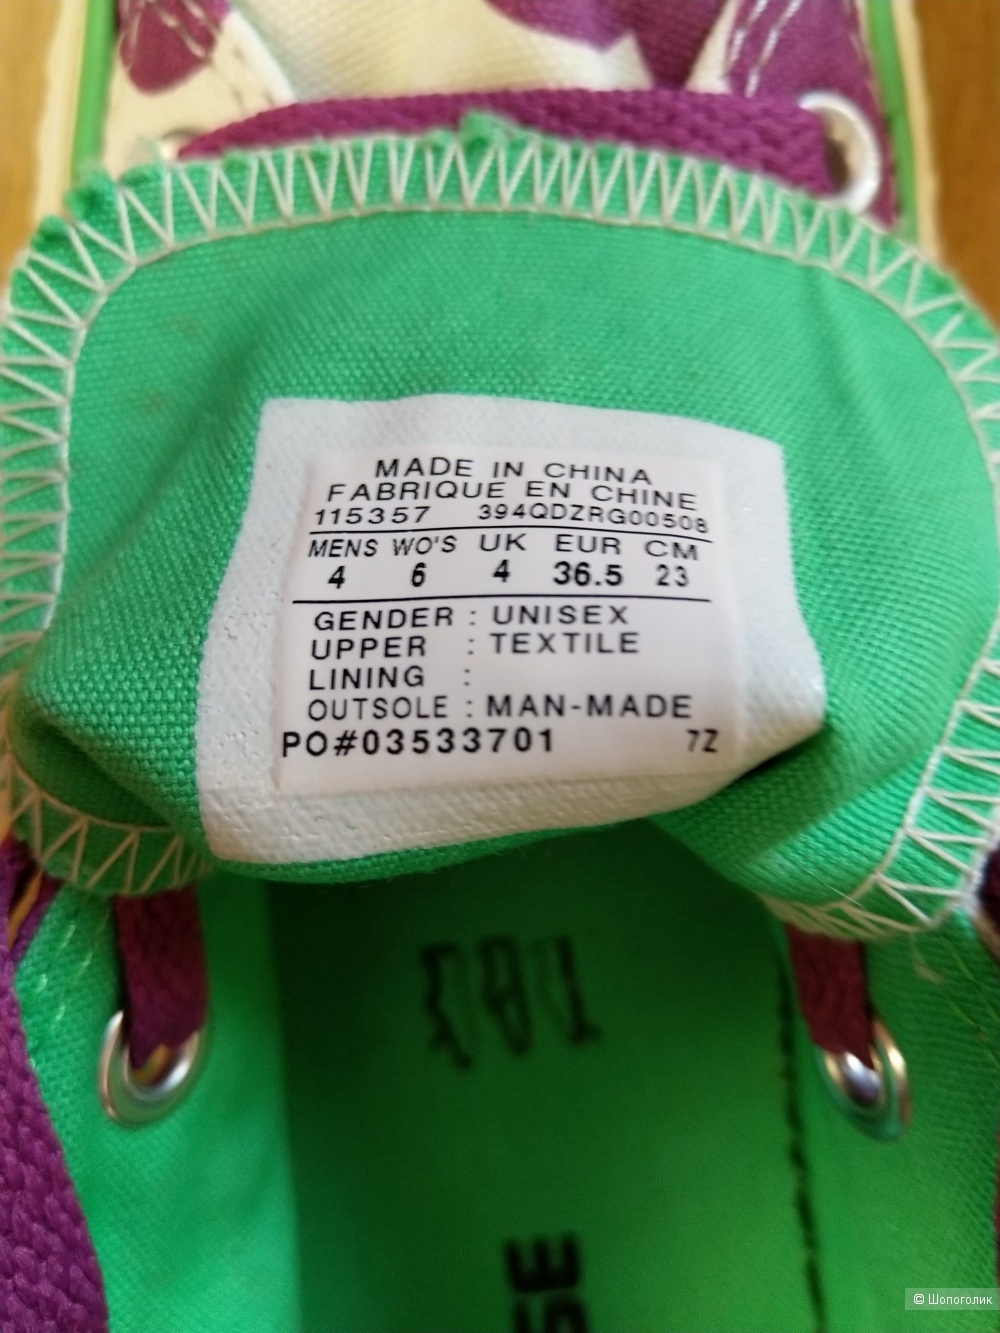 MADE IN CHINA
FABRIQUE EN CHINE
115357 394QDZRG00508
MENS WO'S UK EUR CM
4 6 4 36.5 23
GENDER : UNISEX
UPPER : TEXTILE
LINING :
OUTSOLE : MAN-MADE
PO#03533701 7Z
© Шопоголик